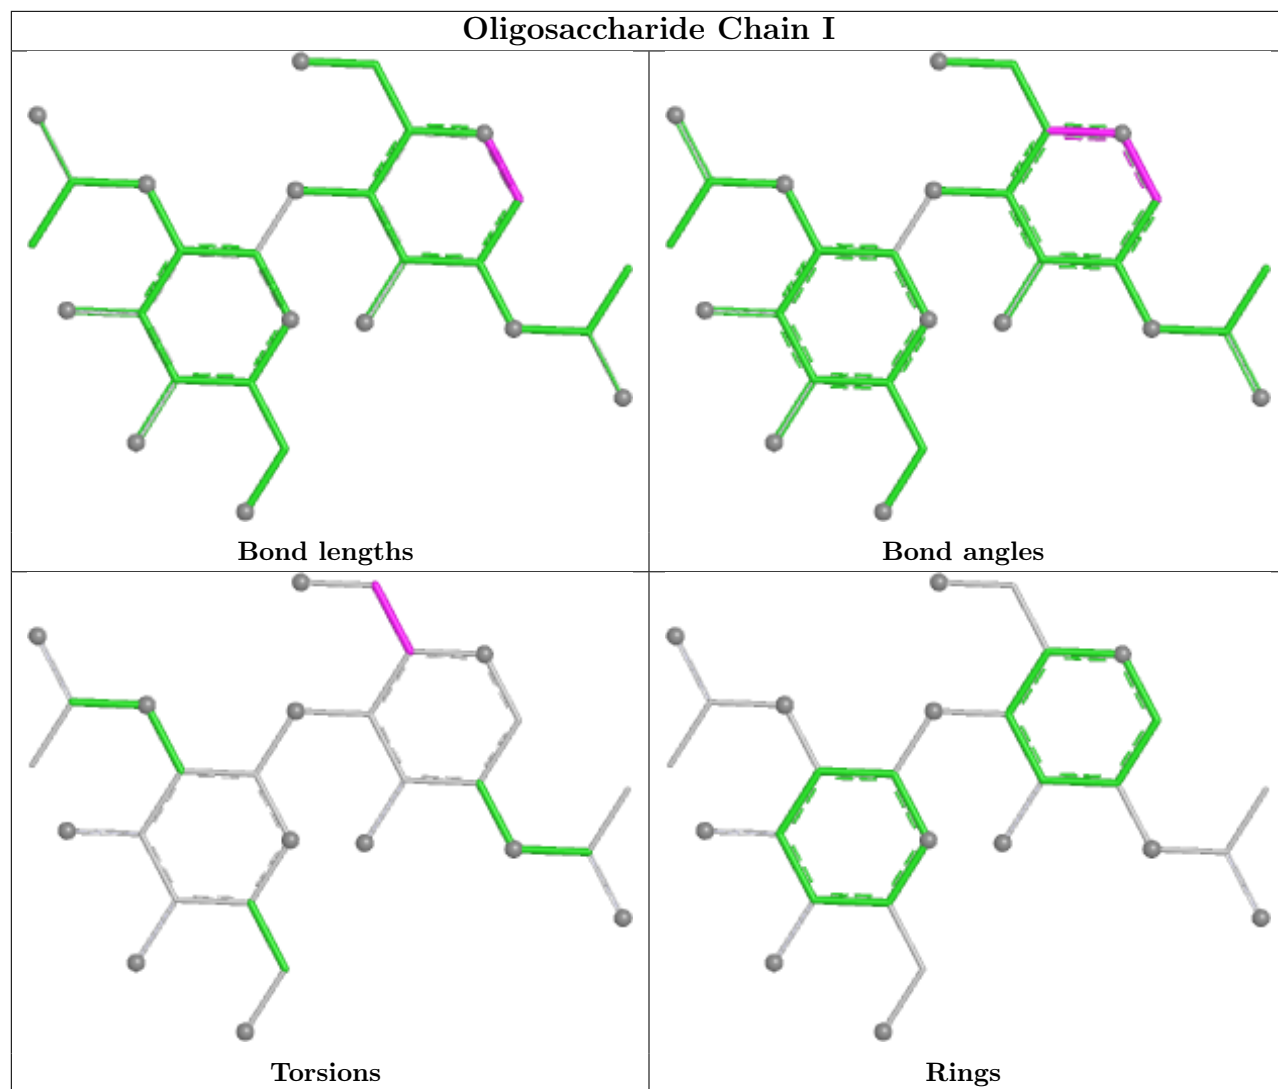 Oligosaccharide Chain I
Bond lengths
Bond angles
Torsions
Rings